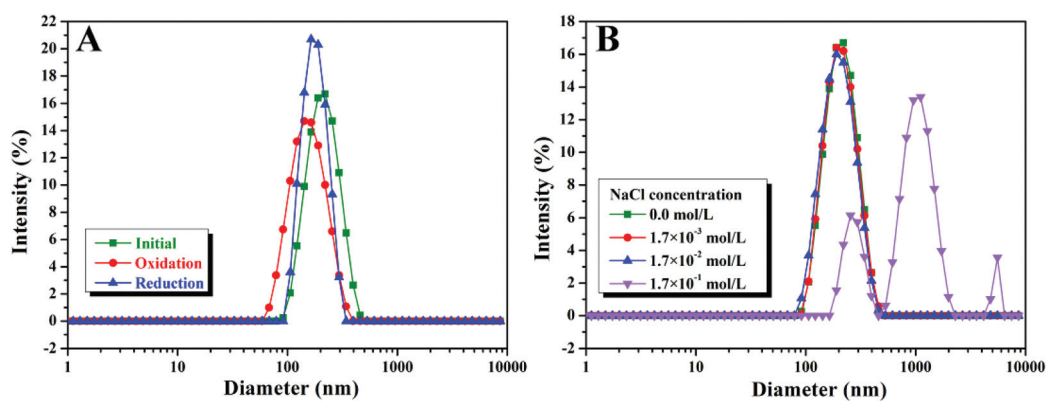 A
22
20
18
16
14
12
10
8
6
4
2
0
-2
Intensity (%)
Initial
Oxidation
Reduction
1 10 100 1000 10000
Diameter (nm)
B
18
16
14
12
10
8
6
4
2
0
-2
Intensity (%)
NaCl concentration
0.0 mol/L
1.7×10⁻³ mol/L
1.7×10⁻² mol/L
1.7×10⁻¹ mol/L
1 10 100 1000 10000
Diameter (nm)